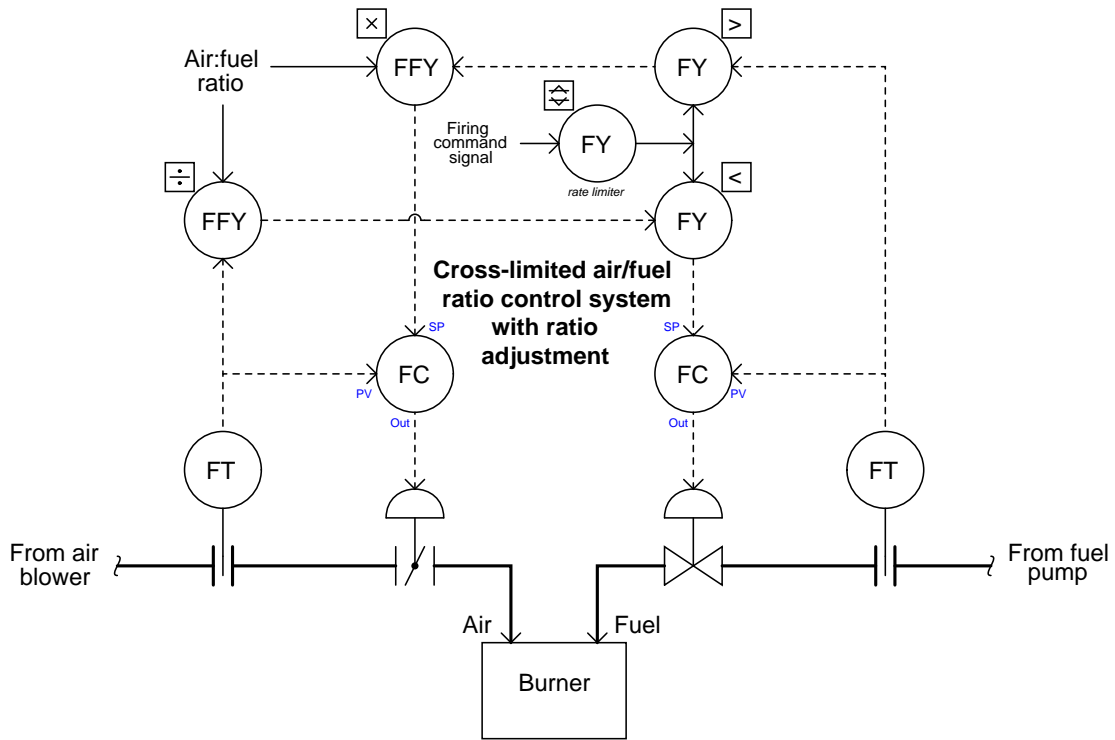 ×
>
Air:fuel
ratio
FFY
FY
Firing
command
signal
FY
rate limiter
÷
<
FFY
FY
Cross-limited air/fuel
ratio control system
with ratio
adjustment
SP
SP
FC
FC
PV
PV
Out
Out
FT
FT
From air
blower
From fuel
pump
Air
Fuel
Burner